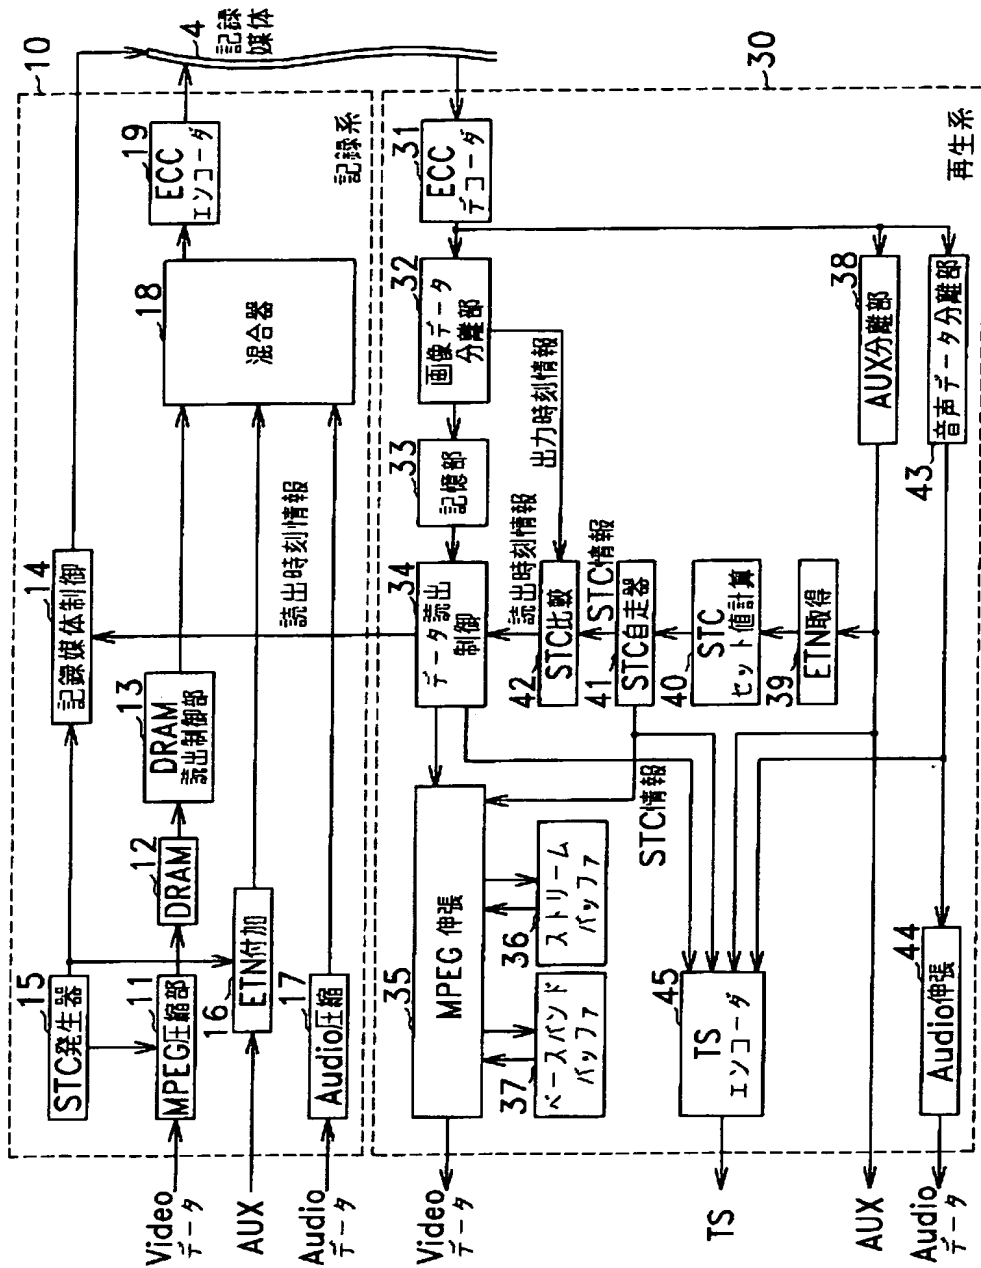 10
STC発生器
15
記録媒体制御
14
4
記録
媒体
Video
データ
MPEG圧縮部
11
DRAM
12
DRAM
読出制御部
13
混合器
18
ECC
エンコーダ
19
AUX
ETN付加
16
Audio
データ
Audio圧縮
17
読出時刻情報
記録系
30
Video
データ
MPEG 伸張
35
データ読出
制御
34
記憶部
33
画像データ
分離部
32
ECC
デコーダ
31
ベースバンド
バッファ
37
ストリーム
バッファ
36
読出時刻情報
出力時刻情報
STC比較
42
STC情報
STC自走器
41
STC情報
STC
セット値計算
40
ETN取得
39
TS
TS
エンコーダ
45
AUX
AUX分離部
38
Audio
データ
Audio伸張
44
音声データ分離部
43
再生系